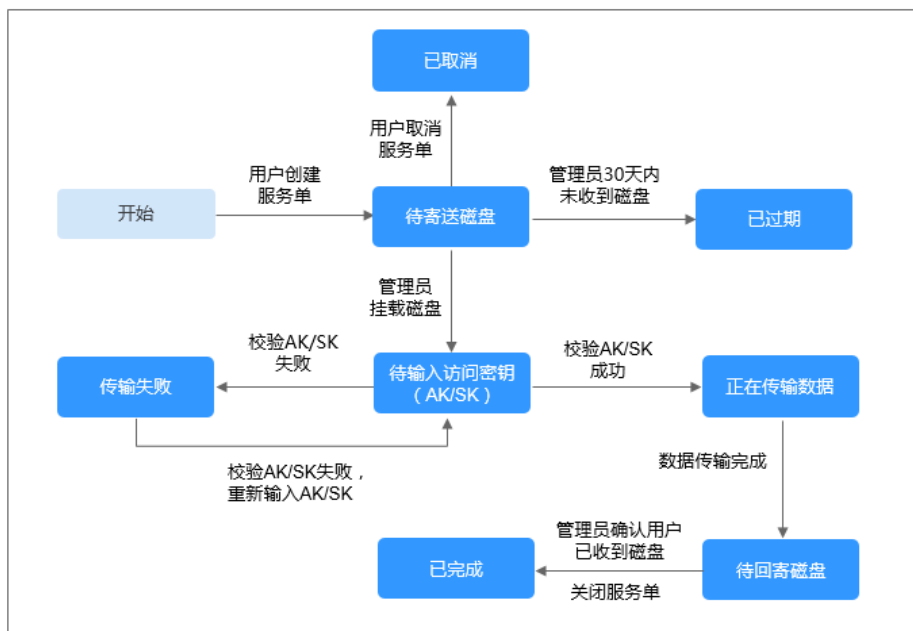 已取消
用户取消
服务单
用户创建
服务单
管理员30天内
未收到磁盘
开始
待寄送磁盘
已过期
管理员
挂载磁盘
校验AK/SK
失败
校验AK/SK
成功
传输失败
待输入访问密钥
（AK/SK）
正在传输数据
校验AK/SK失败，
重新输入AK/SK
数据传输完成
管理员确认用户
已收到磁盘
已完成
待回寄磁盘
关闭服务单